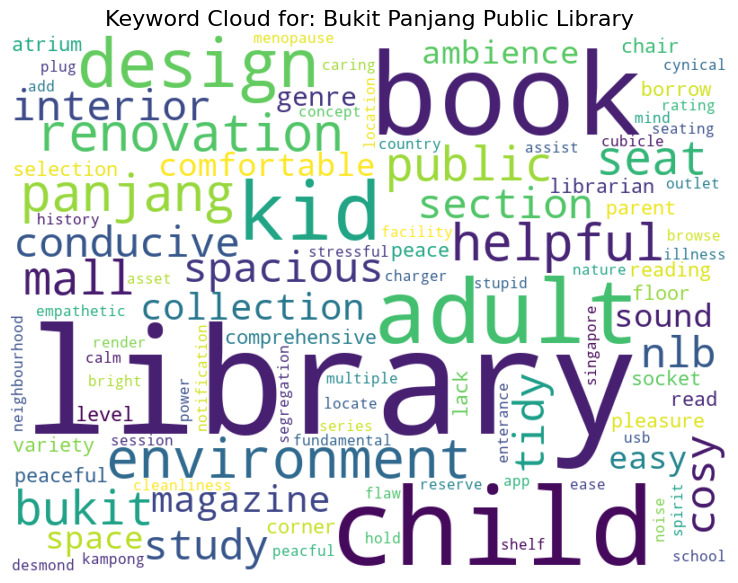 Keyword Cloud for: Bukit Panjang Public Library
atrium
menopause
chair
plug
caring
ambience
cynical
add
design
book
borrow
rating
interior
genre
concept
location
mind
seating
renovation
country
assist
cubicle
selection
comfortable
public
seat
librarian
outlet
panjang
kid
section
parent
history
facility
helpful
browse
conducive
stressful
peace
illness
mall
asset
spacious
charger
stupid
nature
reading
empathetic
collection
adult
floor
neighbourhood
render
comprehensive
sound
calm
library
singapore
nlb
bright
notification
segregation
multiple
lack
socket
level
power
locate
enterance
tidy
read
series
pleasure
variety
session
fundamental
usb
peaceful
environment
easy
cosy
cleanliness
reserve
app
ease
bukit
magazine
flaw
child
noise
spirit
space
corner
hold
shelf
study
peacful
desmond
kampong
school